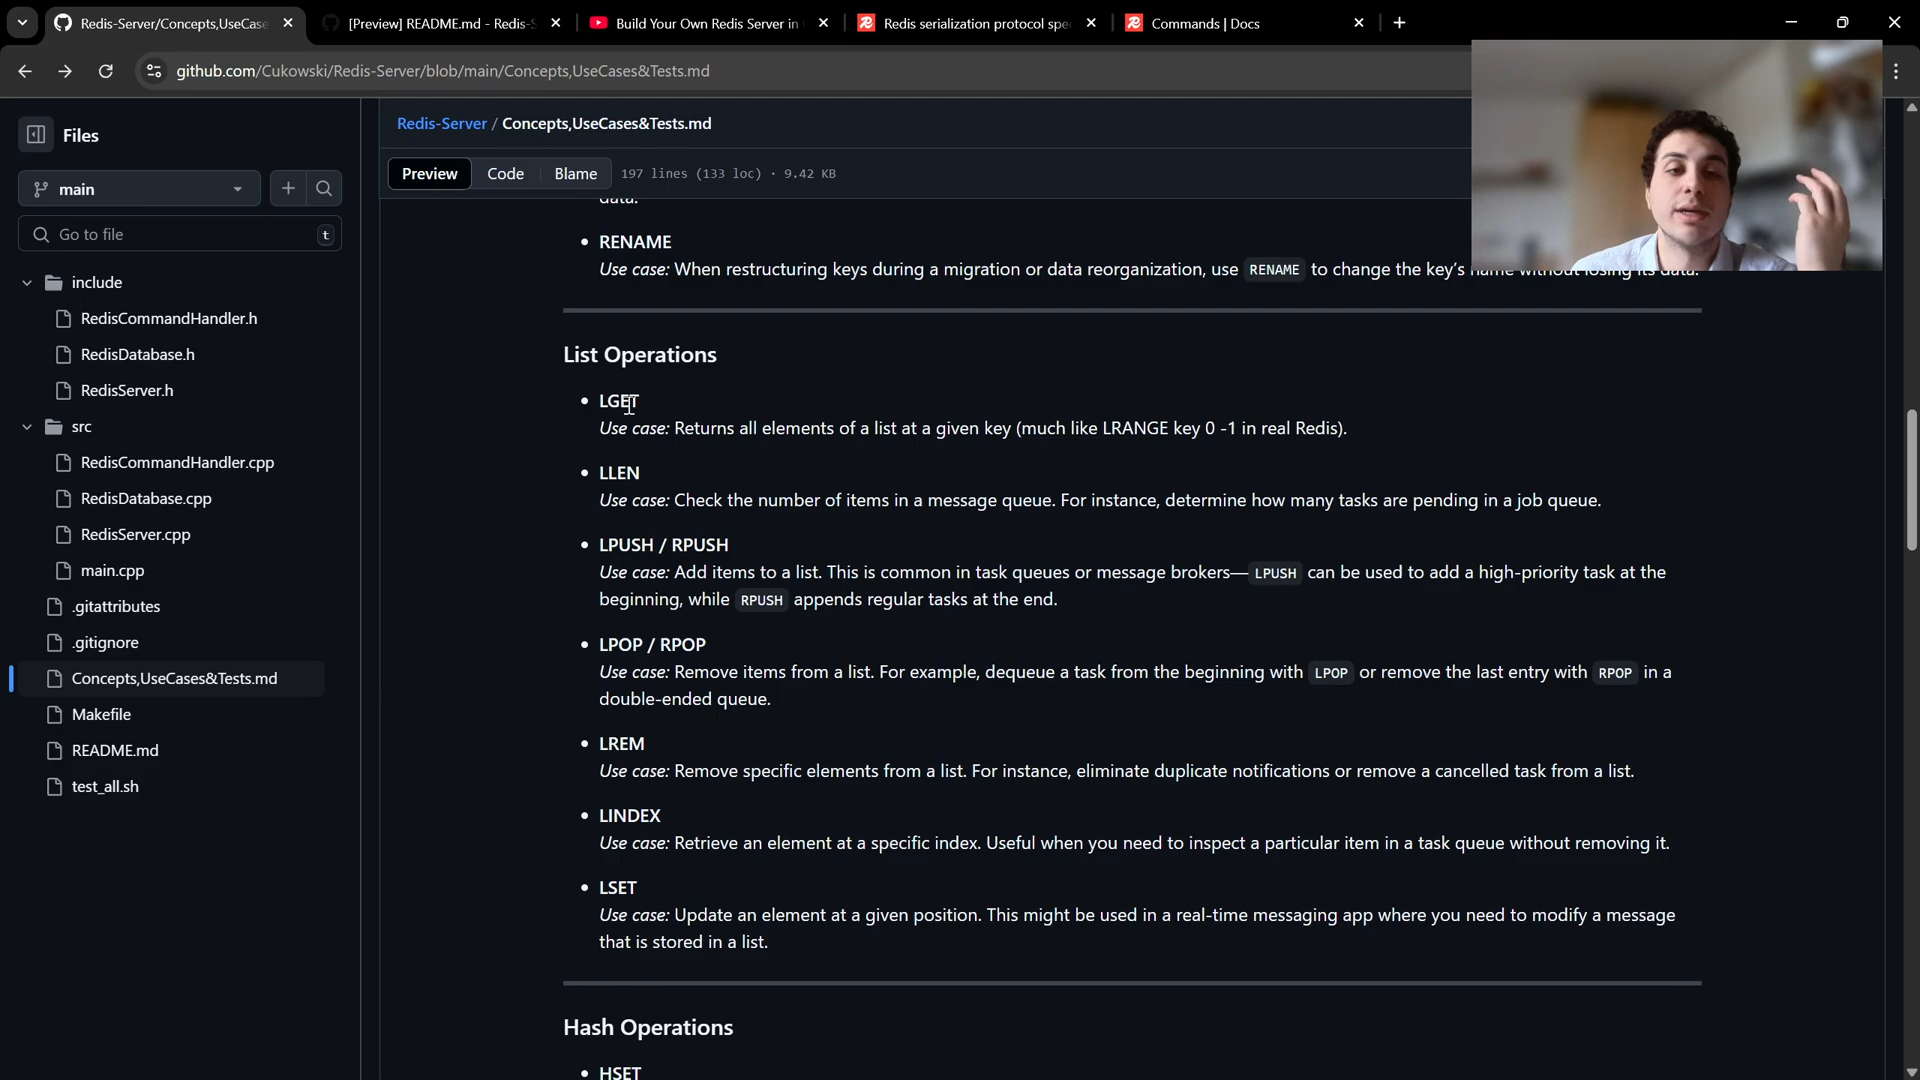 Redis-Server/Concepts,UseCase
[Preview] README.md - Redis-S
Build Your Own Redis Server in
Redis serialization protocol spe
Commands | Docs
github.com/Cukowski/Redis-Server/blob/main/Concepts,UseCases&Tests.md
Files
main
Go to file
t
include
RedisCommandHandler.h
RedisDatabase.h
RedisServer.h
src
RedisCommandHandler.cpp
RedisDatabase.cpp
RedisServer.cpp
main.cpp
.gitattributes
.gitignore
Concepts,UseCases&Tests.md
Makefile
README.md
test_all.sh
Redis-Server / Concepts,UseCases&Tests.md
Preview Code Blame 197 lines (133 loc) · 9.42 KB
data.
• RENAME
Use case: When restructuring keys during a migration or data reorganization, use RENAME to change the key's name without losing its data.
List Operations
• LGET
Use case: Returns all elements of a list at a given key (much like LRANGE key 0 -1 in real Redis).
• LLEN
Use case: Check the number of items in a message queue. For instance, determine how many tasks are pending in a job queue.
• LPUSH / RPUSH
Use case: Add items to a list. This is common in task queues or message brokers— LPUSH can be used to add a high-priority task at the
beginning, while RPUSH appends regular tasks at the end.
• LPOP / RPOP
Use case: Remove items from a list. For example, dequeue a task from the beginning with LPOP or remove the last entry with RPOP in a
double-ended queue.
• LREM
Use case: Remove specific elements from a list. For instance, eliminate duplicate notifications or remove a cancelled task from a list.
• LINDEX
Use case: Retrieve an element at a specific index. Useful when you need to inspect a particular item in a task queue without removing it.
• LSET
Use case: Update an element at a given position. This might be used in a real-time messaging app where you need to modify a message
that is stored in a list.
Hash Operations
• HSET